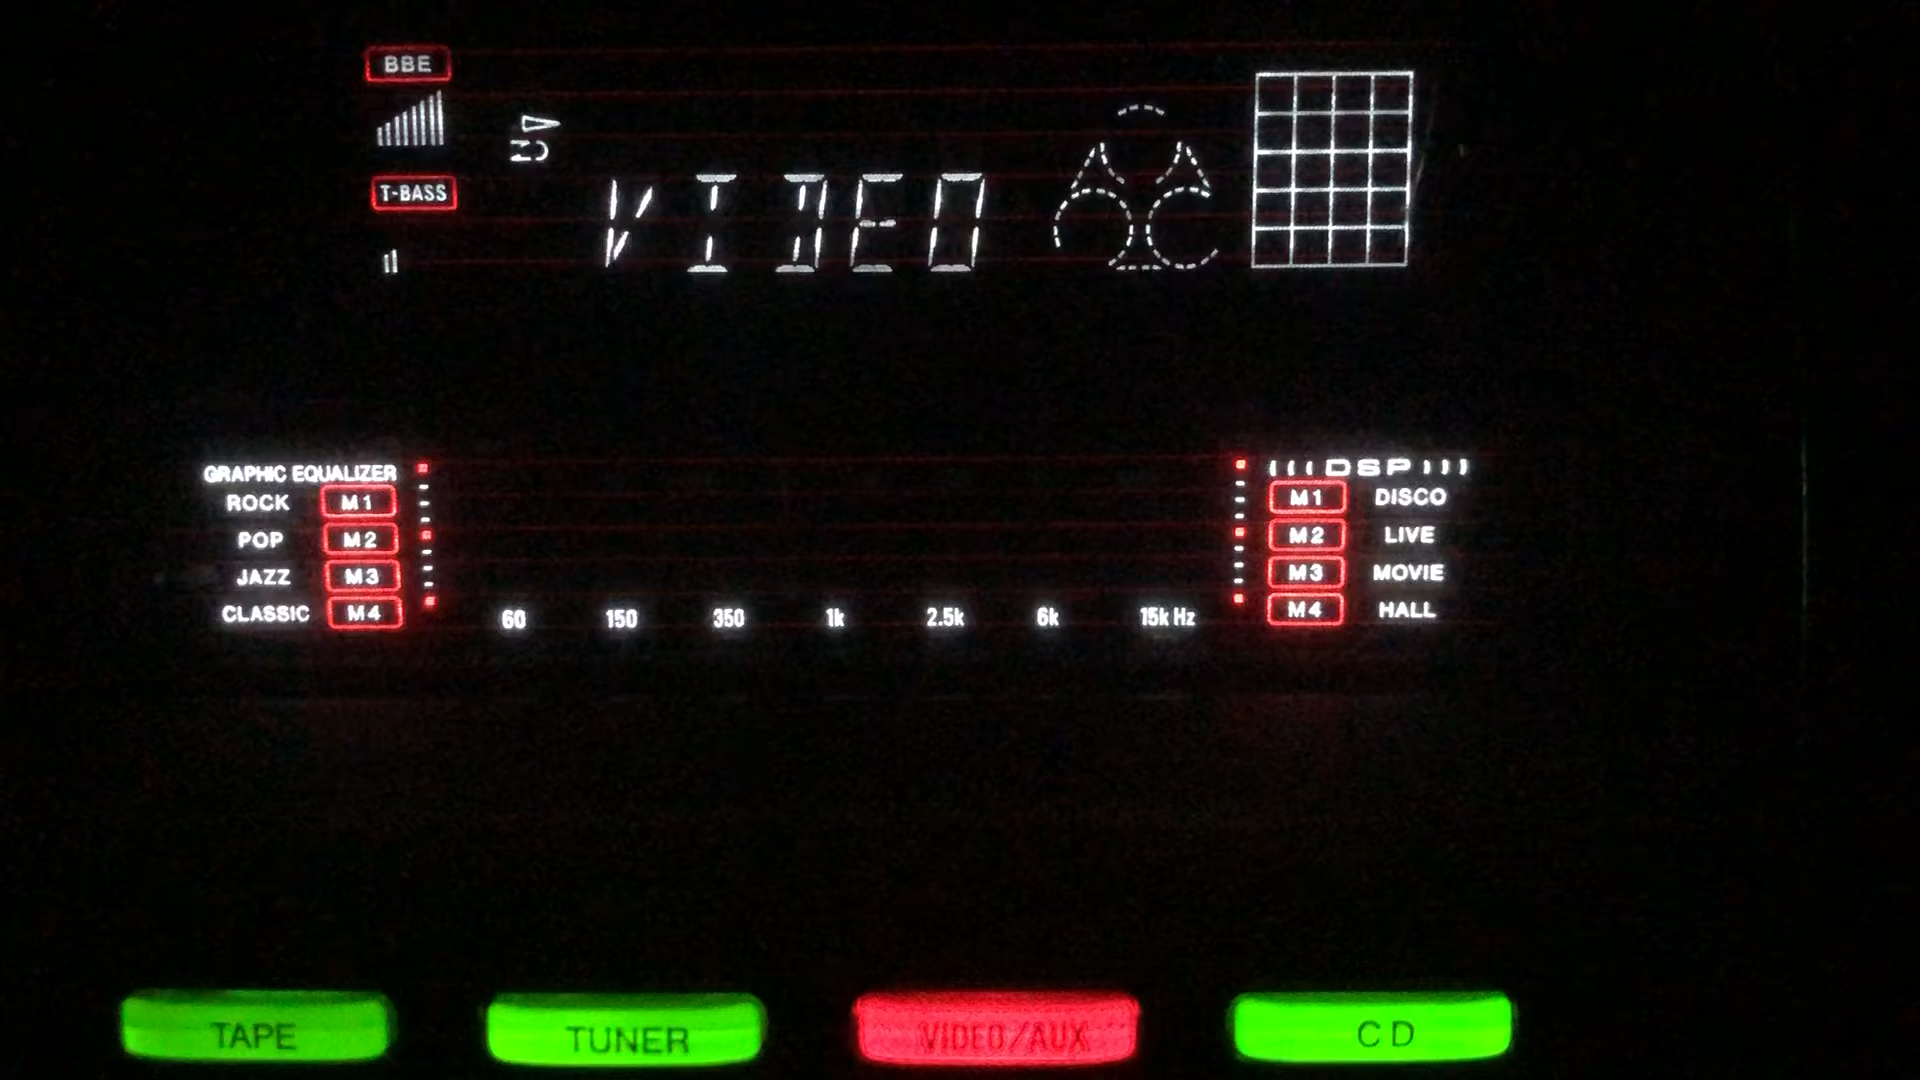 BBE
T-BASS
VIDEO
GRAPHIC EQUALIZER
ROCK M1
POP M2
JAZZ M3
CLASSIC M4
60 150 350 1k 2.5k 6k 15k Hz
DSP
M1 DISCO
M2 LIVE
M3 MOVIE
M4 HALL
TAPE TUNER VIDEO/AUX CD